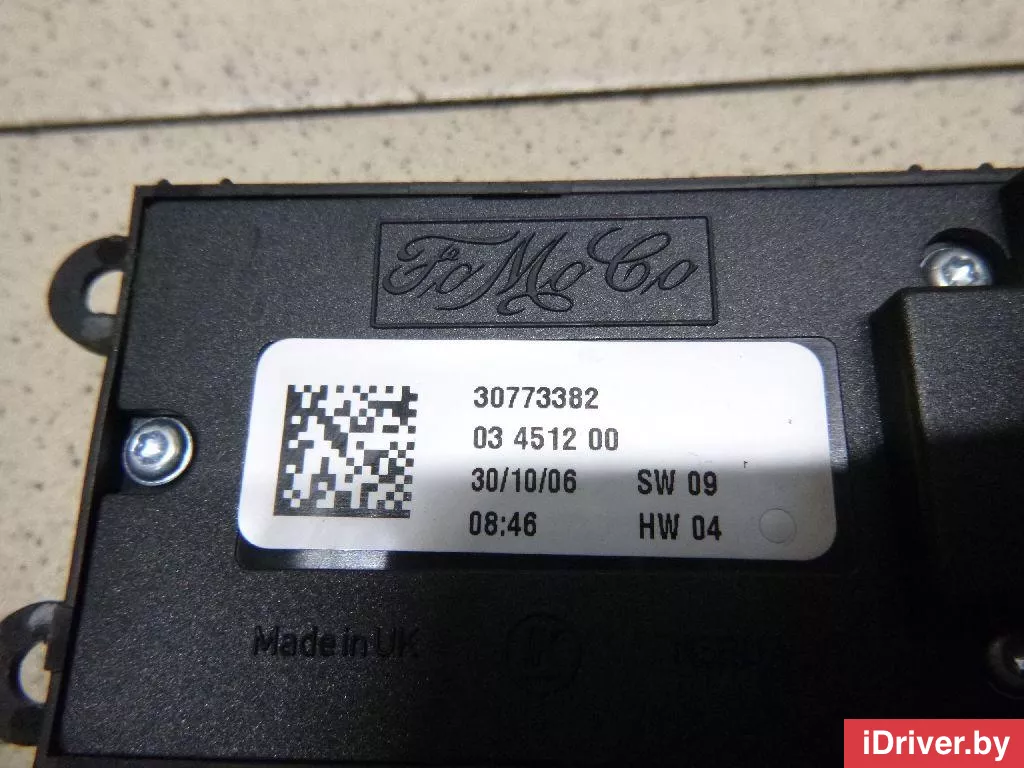 FoMoCo
30773382
03 4512 00
30/10/06 SW 09
08:46 HW 04
Made in UK
iDriver.by